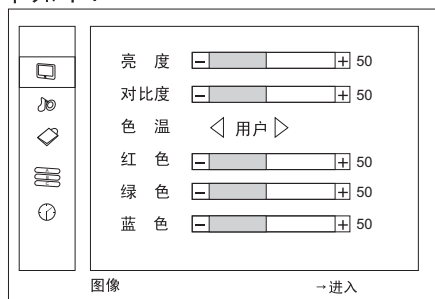 亮 度 50
对比度 50
色 温 用户
红 色 50
绿 色 50
蓝 色 50
图像 →进入